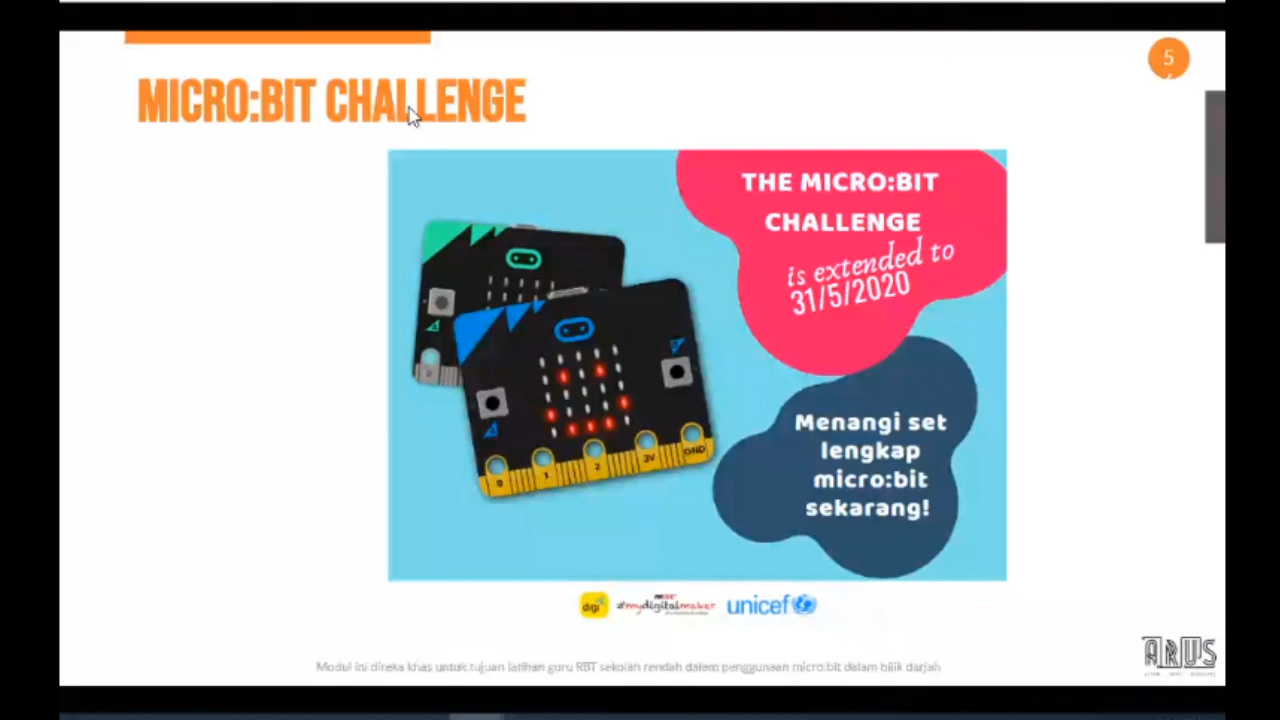 5
MICRO:BIT CHALLENGE
THE MICRO:BIT
CHALLENGE
is extended to
31/5/2020
Menangi set
lengkap
micro:bit
sekarang!
0 1 2 3V GND
digi #mydigitalmaker unicef
ARUS
Modul ini direka khas untuk tujuan latihan guru RBT sekolah rendah dalam penggunaan micro:bit dalam bilik darjah